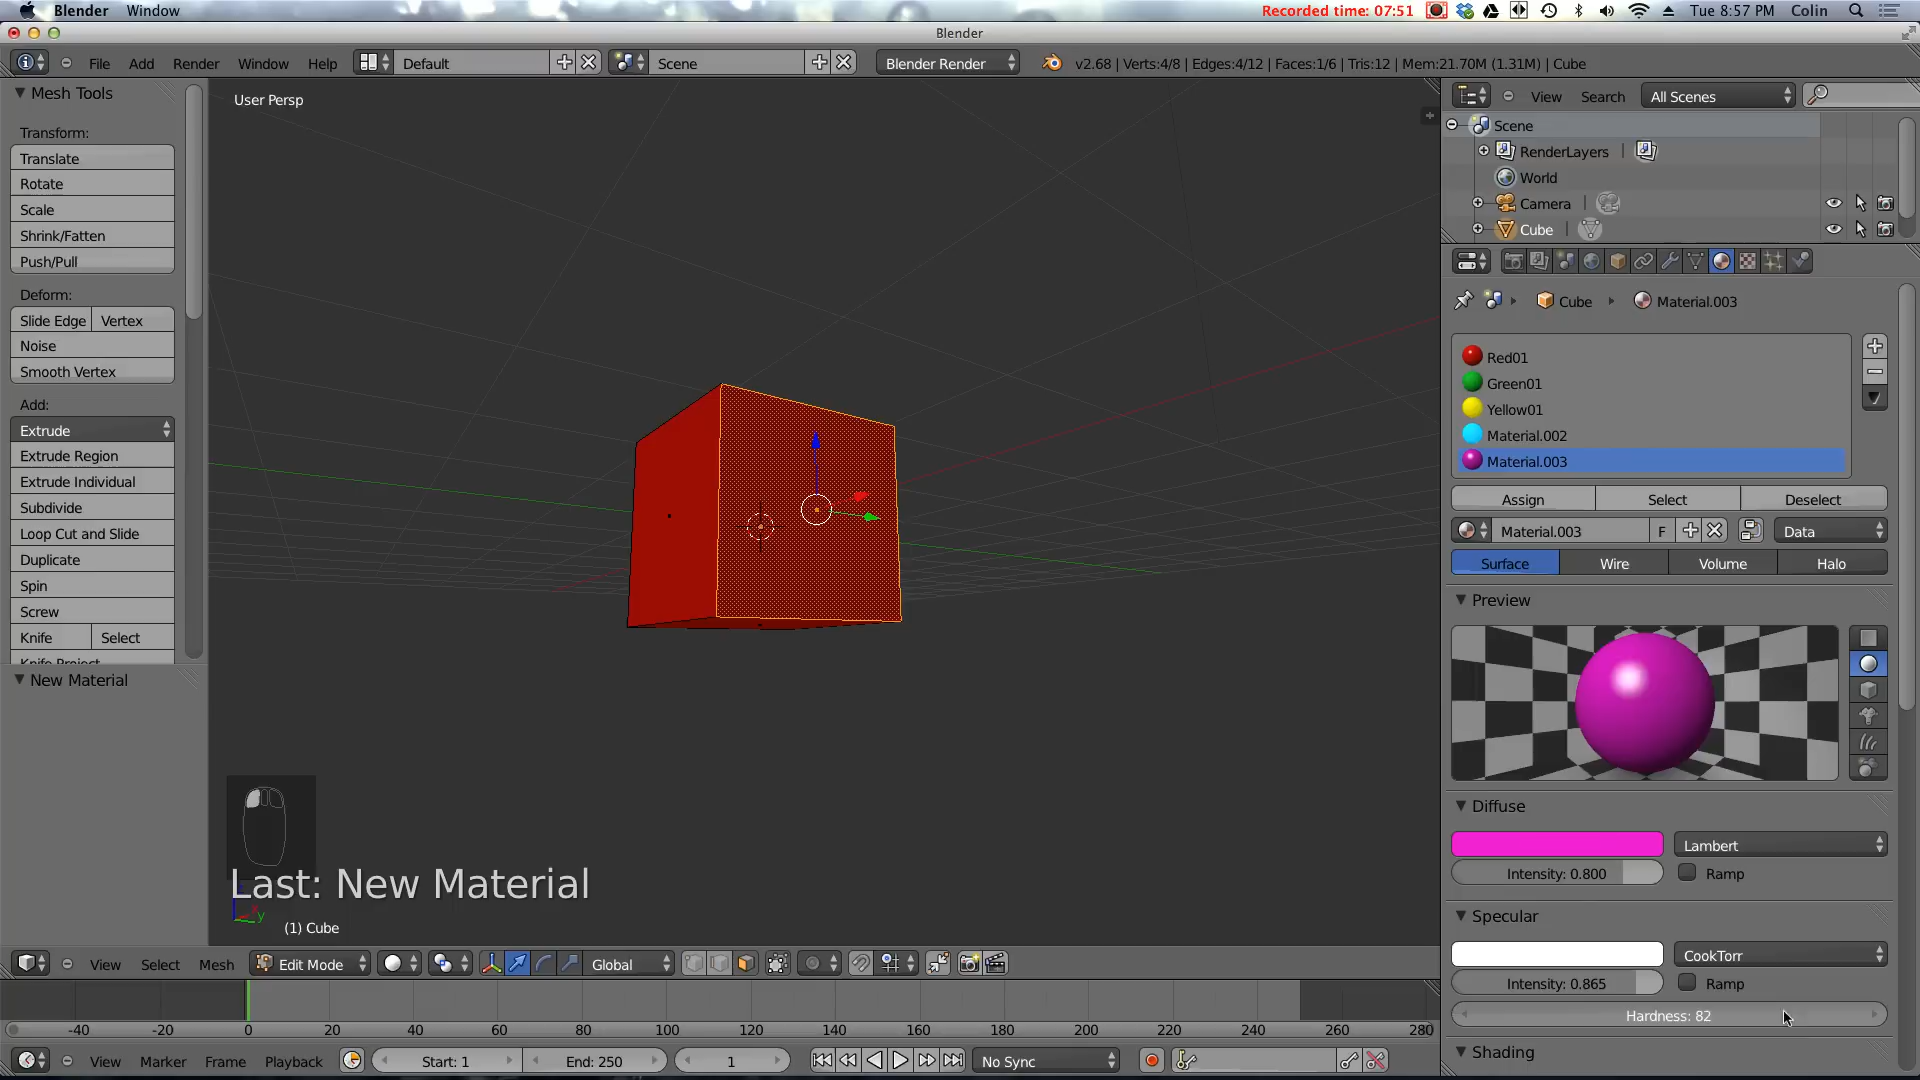 Blender Window
Recorded time: 07:51
Tue 8:57 PM Colin
Blender
File Add Render Window Help
Default
Scene
Blender Render
v2.68 | Verts:4/8 | Edges:4/12 | Faces:1/6 | Tris:12 | Mem:21.70M (1.31M) | Cube
Mesh Tools
Transform:
Translate
Rotate
Scale
Shrink/Fatten
Push/Pull
Deform:
Slide Edge Vertex
Noise
Smooth Vertex
Add:
Extrude
Extrude Region
Extrude Individual
Subdivide
Loop Cut and Slide
Duplicate
Spin
Screw
Knife Select
Knife Project
New Material
User Persp
Last: New Material
y
(1) Cube
View Search All Scenes
Scene
RenderLayers
World
Camera
Cube
Cube Material.003
Red01
Green01
Yellow01
Material.002
Material.003
Assign Select Deselect
Material.003 F Data
Surface Wire Volume Halo
Preview
Diffuse
Lambert
Intensity: 0.800 Ramp
Specular
CookTorr
Intensity: 0.865 Ramp
Hardness: 82
Shading
View Select Mesh Edit Mode Global
-40 -20 0 20 40 60 80 100 120 140 160 180 200 220 240 260 280
View Marker Frame Playback Start: 1 End: 250 1 No Sync